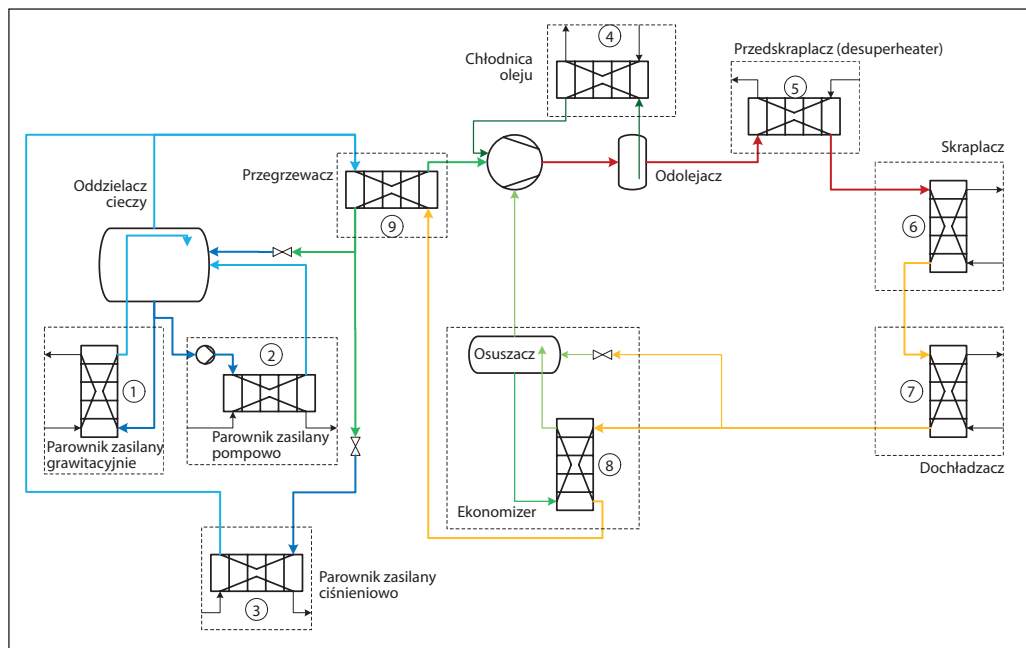 4
Chłodnica
oleju
Przedskraplacz (desuperheater)
5
Skraplacz
Przegrzewacz
Odolejacz
Oddzielacz
cieczy
9
6
Osuszacz
2
1
7
Parownik zasilany
grawitacyjnie
Parownik zasilany
pompowo
8
Dochładzacz
Ekonomizer
Parownik zasilany
ciśnieniowo
3